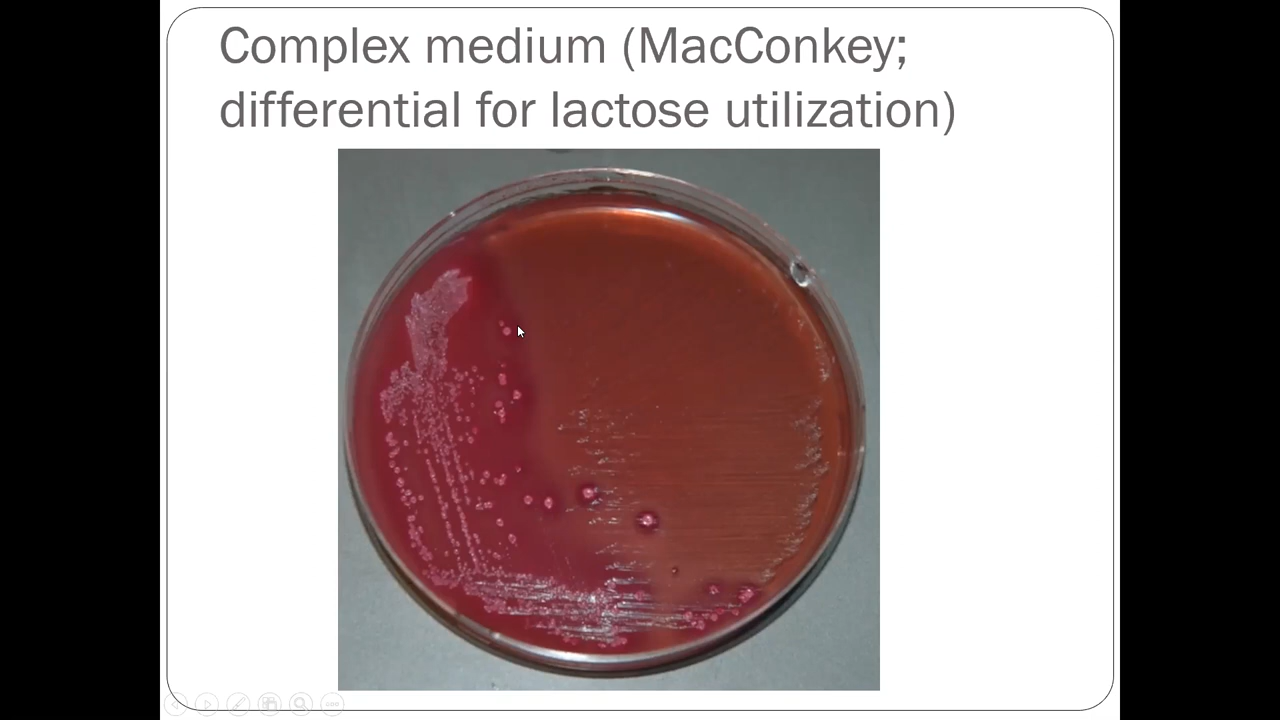 Complex medium (MacConkey;
differential for lactose utilization)